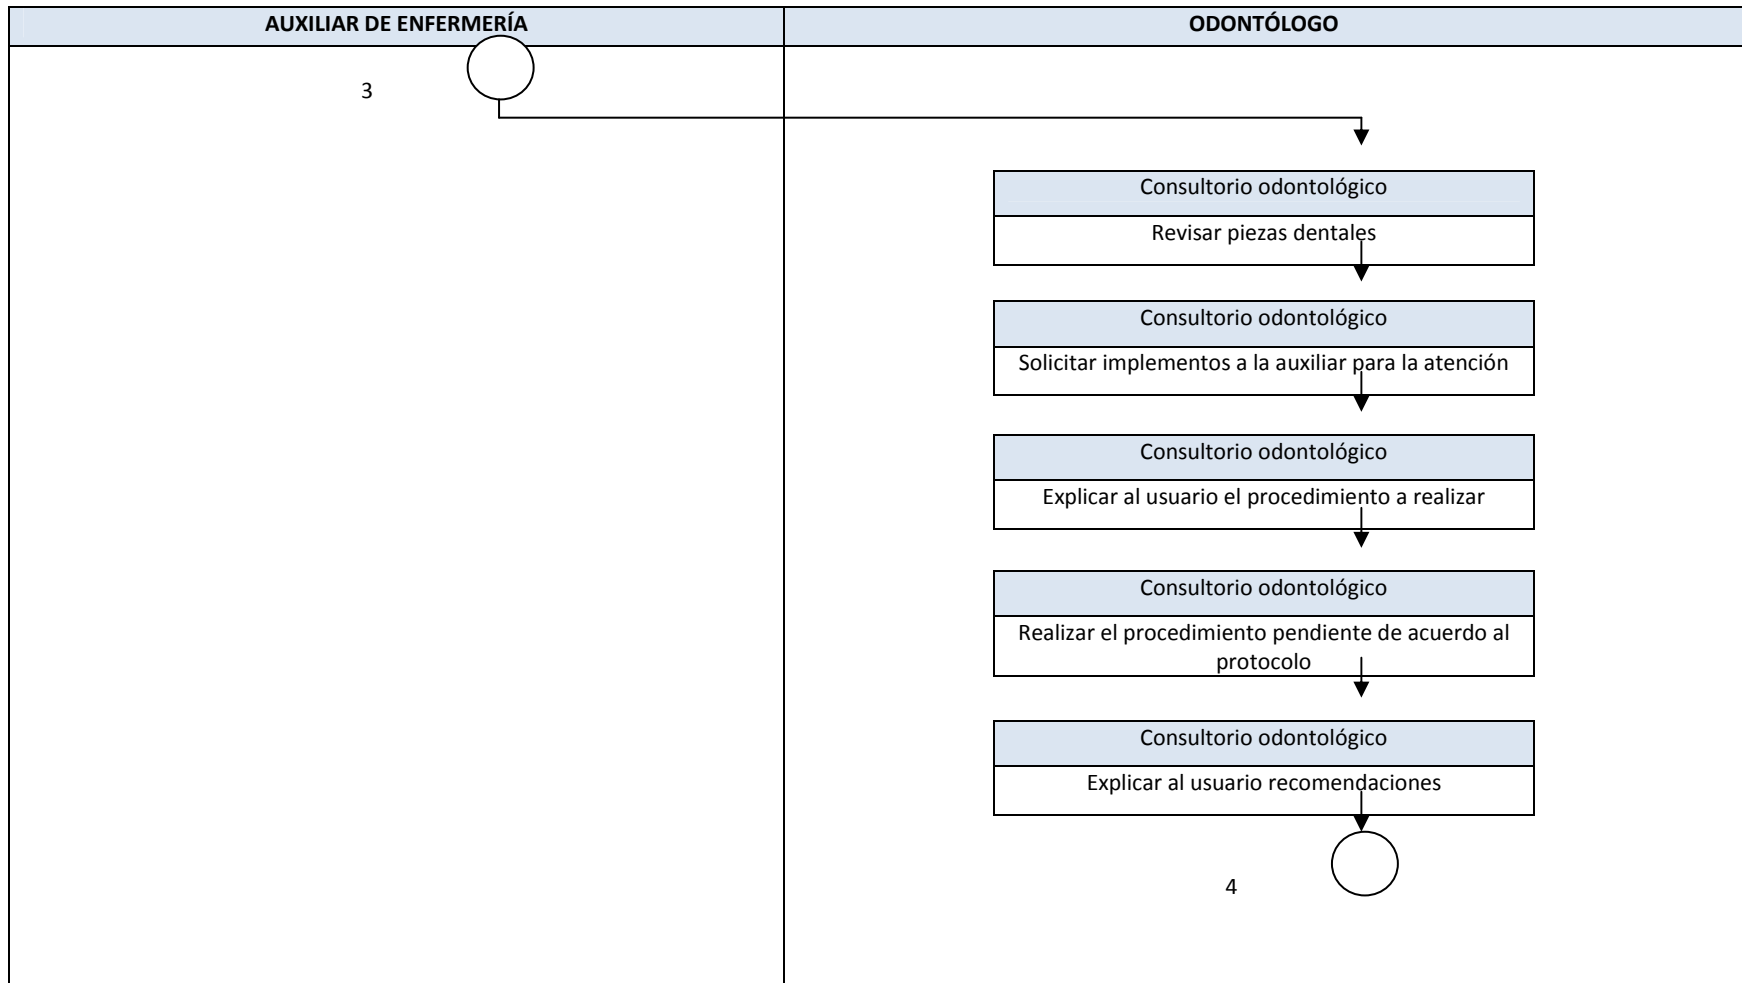 AUXILIAR DE ENFERMERÍA
ODONTÓLOGO
3
Consultorio odontológico
Revisar piezas dentales
Consultorio odontológico
Solicitar implementos a la auxiliar para la atención
Consultorio odontológico
Explicar al usuario el procedimiento a realizar
Consultorio odontológico
Realizar el procedimiento pendiente de acuerdo al
protocolo
Consultorio odontológico
Explicar al usuario recomendaciones
4